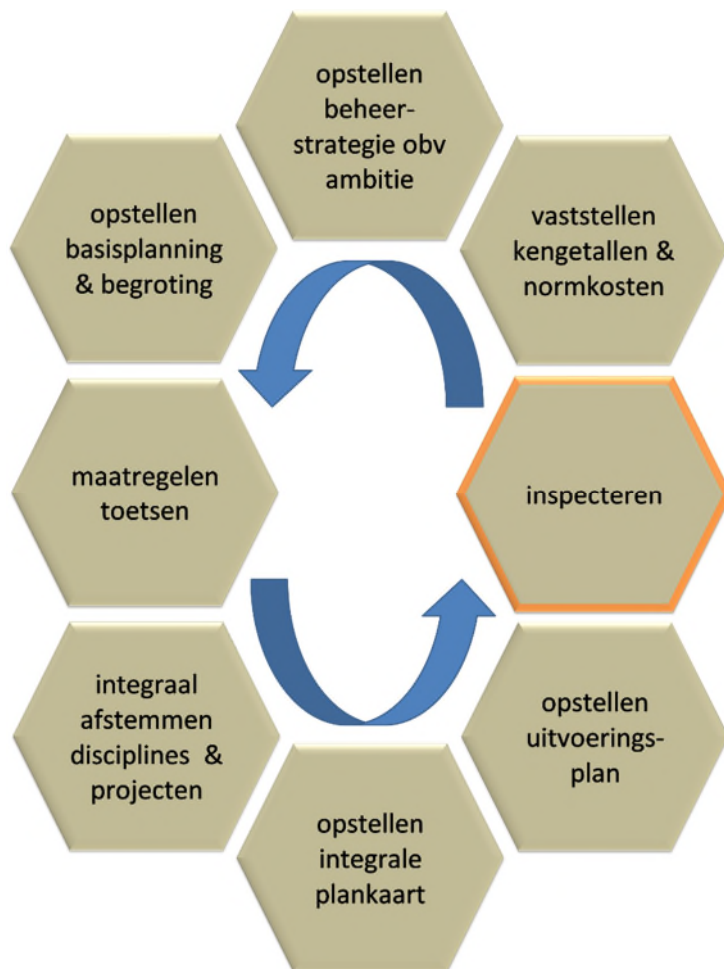 opstellen
beheer-
strategie obv
ambitie
opstellen
basisplanning
& begroting
vaststellen
kengetallen &
normkosten
maatregelen
toetsen
inspecteren
integraal
afstemmen
disciplines &
projecten
opstellen
uitvoerings-
plan
opstellen
integrale
plankaart